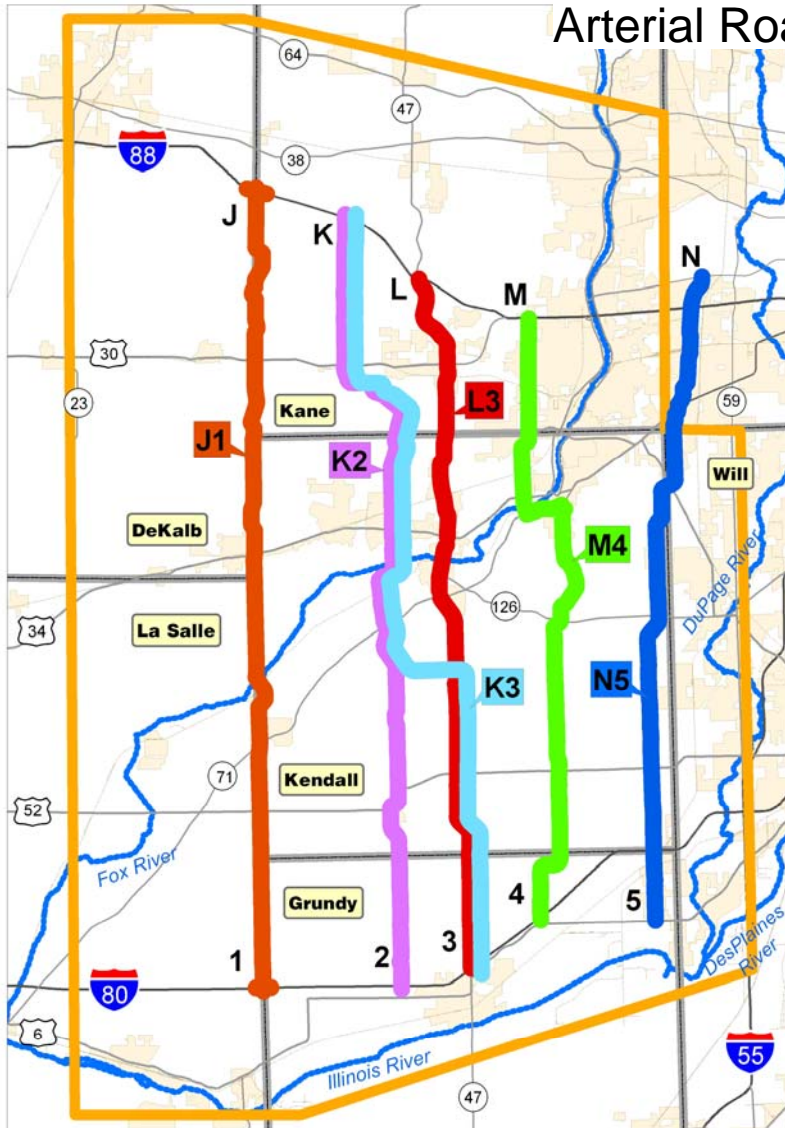 Arterial Roa
64
47
88
38
J
K
N
L
M
30
59
23
Kane
L3
J1
K2
Will
DeKalb
M4
DuPage River
126
34
La Salle
K3
N5
71
Kendall
52
Fox River
Grundy
4
5
1
2
3
DesPlaines
River
80
6
Illinois River
55
47